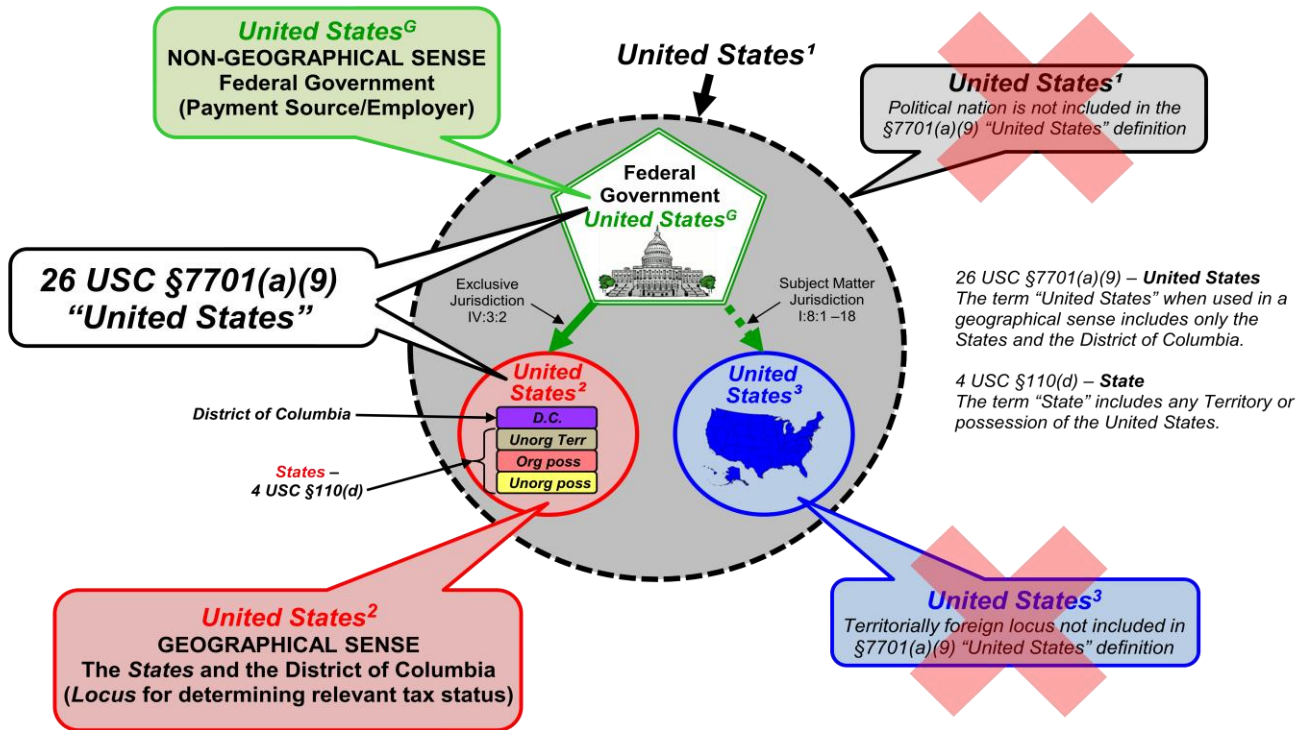 United Statesᴳ
NON-GEOGRAPHICAL SENSE
Federal Government
(Payment Source/Employer)
United States¹
United States¹
Political nation is not included in the
§7701(a)(9) “United States” definition
Federal
Government
United Statesᴳ
26 USC §7701(a)(9)
“United States”
Exclusive
Jurisdiction
IV:3:2
Subject Matter
Jurisdiction
I:8:1 –18
26 USC §7701(a)(9) – United States
The term “United States” when used in a
geographical sense includes only the
States and the District of Columbia.
4 USC §110(d) – State
The term “State” includes any Territory or
possession of the United States.
United
States²
D.C.
Unorg Terr
Org poss
Unorg poss
United
States³
District of Columbia
States –
4 USC §110(d)
United States²
GEOGRAPHICAL SENSE
The States and the District of Columbia
(Locus for determining relevant tax status)
United States³
Territorially foreign locus not included in
§7701(a)(9) “United States” definition